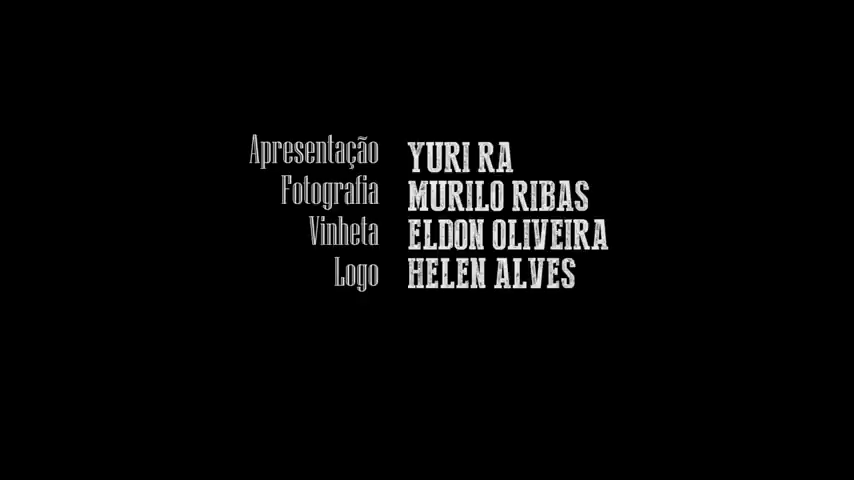 Apresentação YURI RA
Fotografia MURILO RIBAS
Vinheta ELDON OLIVEIRA
Logo HELEN ALVES